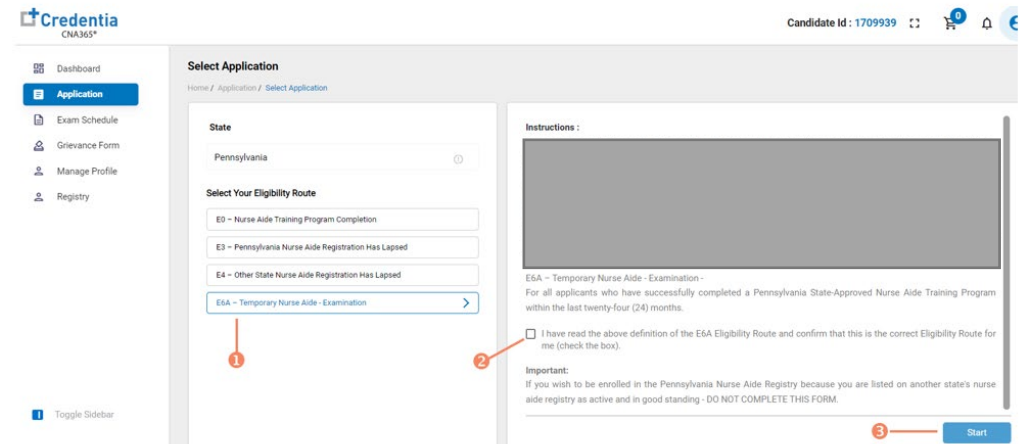 Credentia
CNA365®
Candidate Id : 1709939
0
Dashboard
Application
Exam Schedule
Grievance Form
Manage Profile
Registry
Toggle Sidebar
Select Application
Home / Application / Select Application
State
Pennsylvania
Select Your Eligibility Route
E0 – Nurse Aide Training Program Completion
E3 – Pennsylvania Nurse Aide Registration Has Lapsed
E4 – Other State Nurse Aide Registration Has Lapsed
E6A – Temporary Nurse Aide - Examination
1
Instructions :
E6A – Temporary Nurse Aide - Examination -
For all applicants who have successfully completed a Pennsylvania State-Approved Nurse Aide Training Program
within the last twenty-four (24) months.
2
I have read the above definition of the E6A Eligibility Route and confirm that this is the correct Eligibility Route for
me (check the box).
Important:
If you wish to be enrolled in the Pennsylvania Nurse Aide Registry because you are listed on another state's nurse
aide registry as active and in good standing - DO NOT COMPLETE THIS FORM.
3
Start